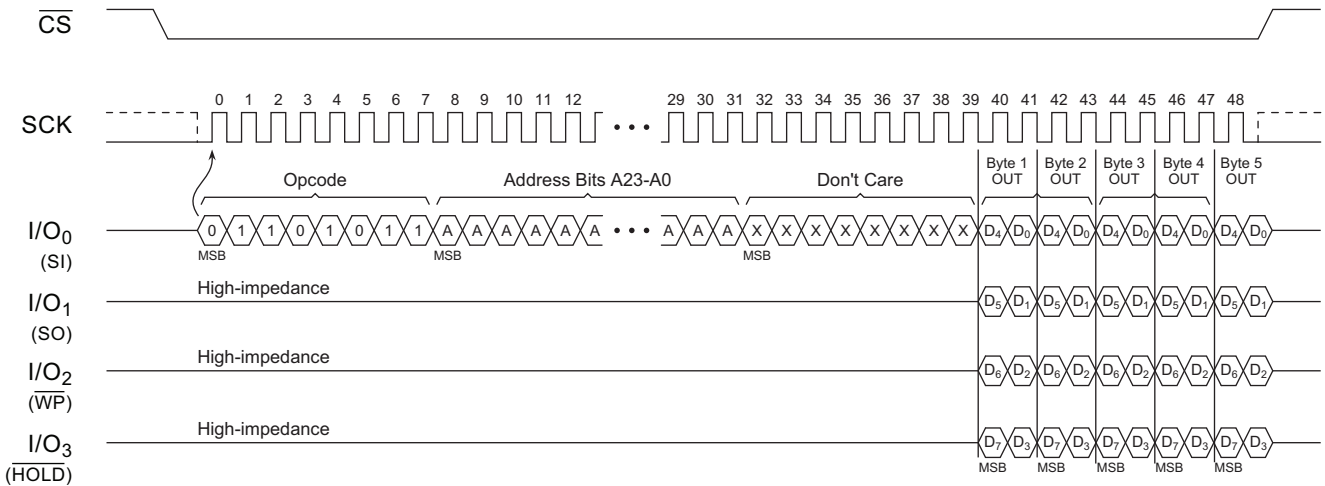 CS
SCK
0 1 2 3 4 5 6 7 8 9 10 11 12 • • • 29 30 31 32 33 34 35 36 37 38 39 40 41 42 43 44 45 46 47 48
Opcode
Address Bits A23-A0
Don't Care
Byte 1 OUT
Byte 2 OUT
Byte 3 OUT
Byte 4 OUT
Byte 5 OUT
I/O0
(SI)
0 1 1 0 1 0 1 1 A A A A A A • • • A A A X X X X X X X X D4 D0 D4 D0 D4 D0 D4 D0 D4 D0
MSB MSB MSB
I/O1
(SO)
High-impedance
D5 D1 D5 D1 D5 D1 D5 D1 D5 D1
I/O2
(WP)
High-impedance
D6 D2 D6 D2 D6 D2 D6 D2 D6 D2
I/O3
(HOLD)
High-impedance
D7 D3 D7 D3 D7 D3 D7 D3 D7 D3
MSB MSB MSB MSB MSB